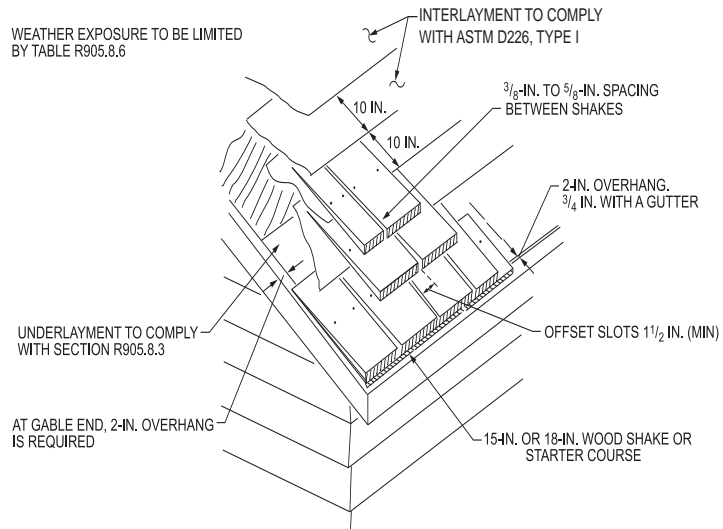 WEATHER EXPOSURE TO BE LIMITED
BY TABLE R905.8.6
INTERLAYMENT TO COMPLY
WITH ASTM D226, TYPE I
3/8-IN. TO 5/8-IN. SPACING
BETWEEN SHAKES
10 IN.
10 IN.
2-IN. OVERHANG.
3/4 IN. WITH A GUTTER
OFFSET SLOTS 1 1/2 IN. (MIN)
UNDERLAYMENT TO COMPLY
WITH SECTION R905.8.3
AT GABLE END, 2-IN. OVERHANG
IS REQUIRED
15-IN. OR 18-IN. WOOD SHAKE OR
STARTER COURSE